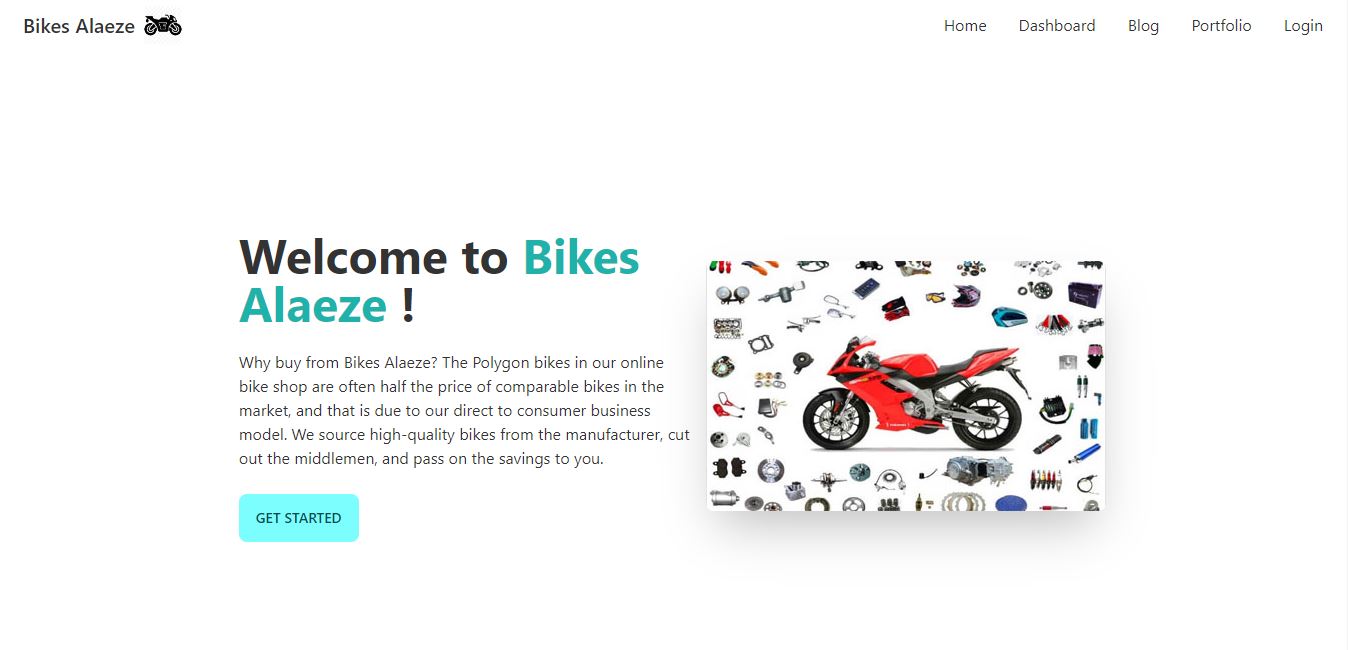 Bikes Alaeze
Home Dashboard Blog Portfolio Login
Welcome to Bikes
Alaeze !
Why buy from Bikes Alaeze? The Polygon bikes in our online
bike shop are often half the price of comparable bikes in the
market, and that is due to our direct to consumer business
model. We source high-quality bikes from the manufacturer, cut
out the middlemen, and pass on the savings to you.
GET STARTED